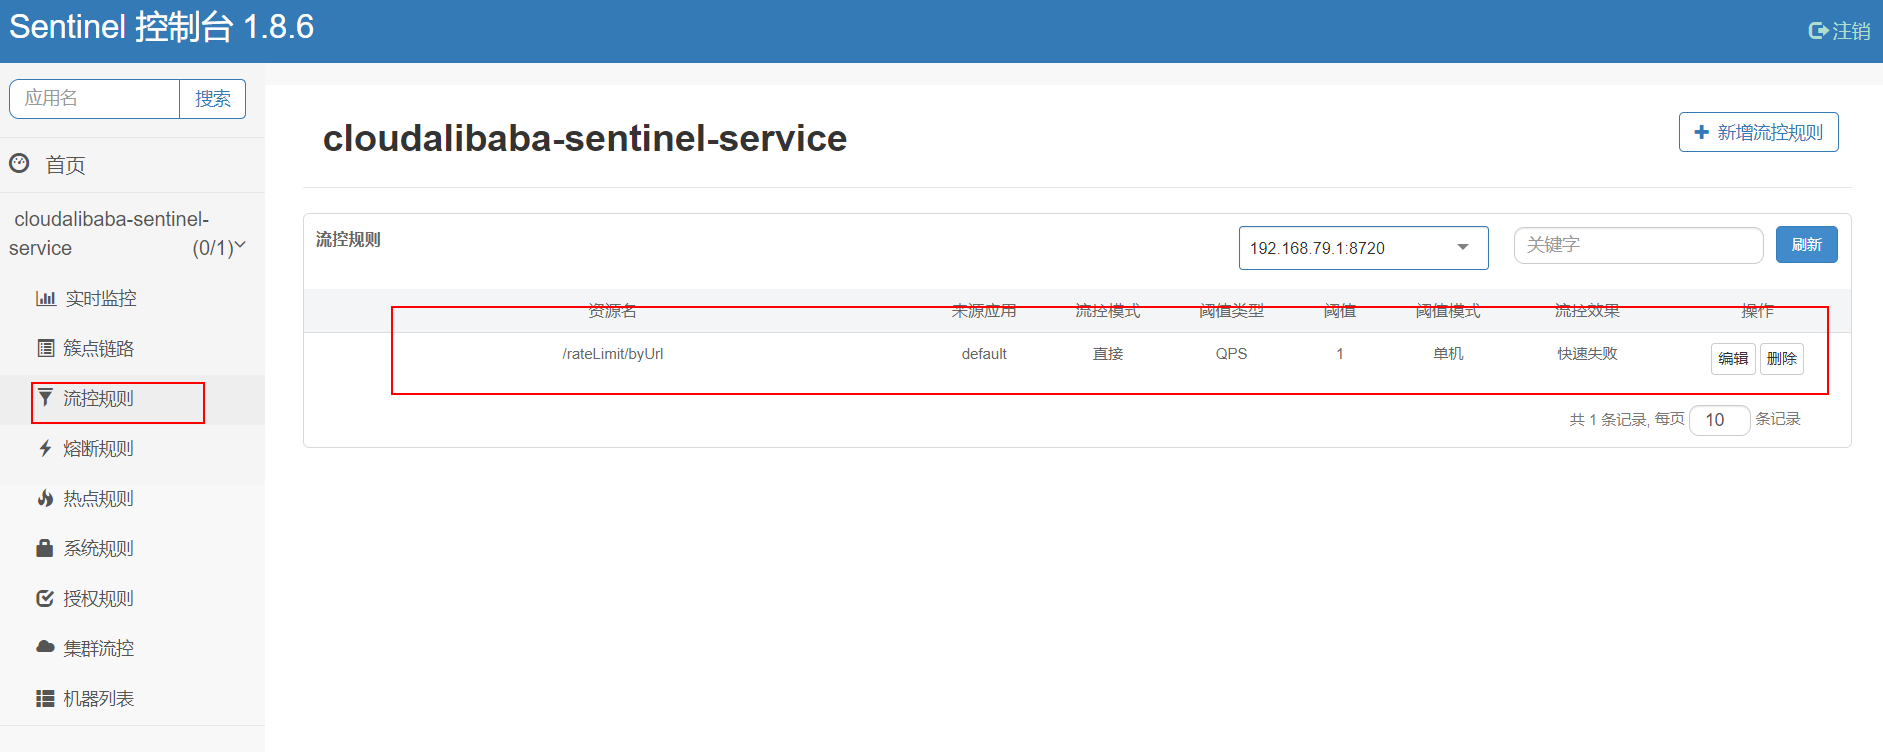 Sentinel 控制台 1.8.6
注销
应用名
搜索
首页
cloudalibaba-sentinel-
service (0/1)
实时监控
簇点链路
流控规则
熔断规则
热点规则
系统规则
授权规则
集群流控
机器列表
cloudalibaba-sentinel-service
新增流控规则
流控规则
192.168.79.1:8720
关键字
刷新
资源名 来源应用 流控模式 阈值类型 阈值 阈值模式 流控效果 操作
/rateLimit/byUrl default 直接 QPS 1 单机 快速失败 编辑 删除
共 1 条记录, 每页 10 条记录